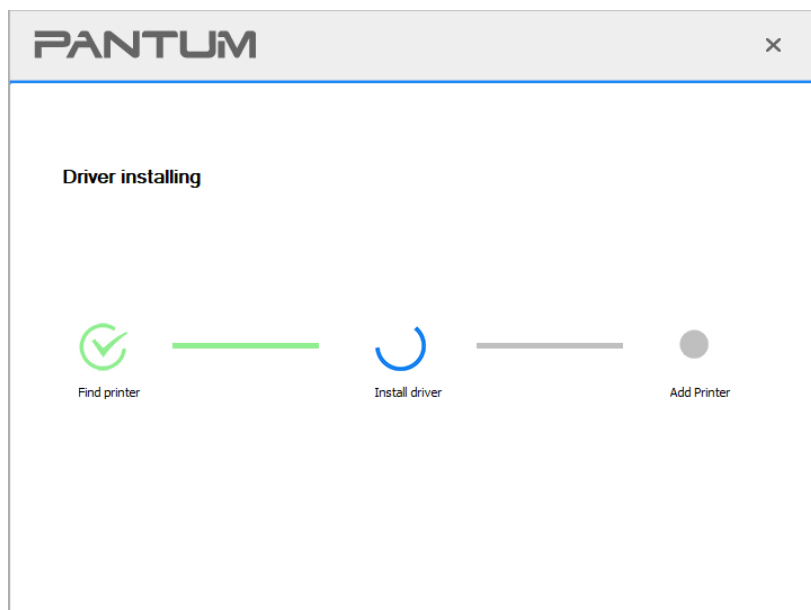 PANTUM
Driver installing
Find printer
Install driver
Add Printer